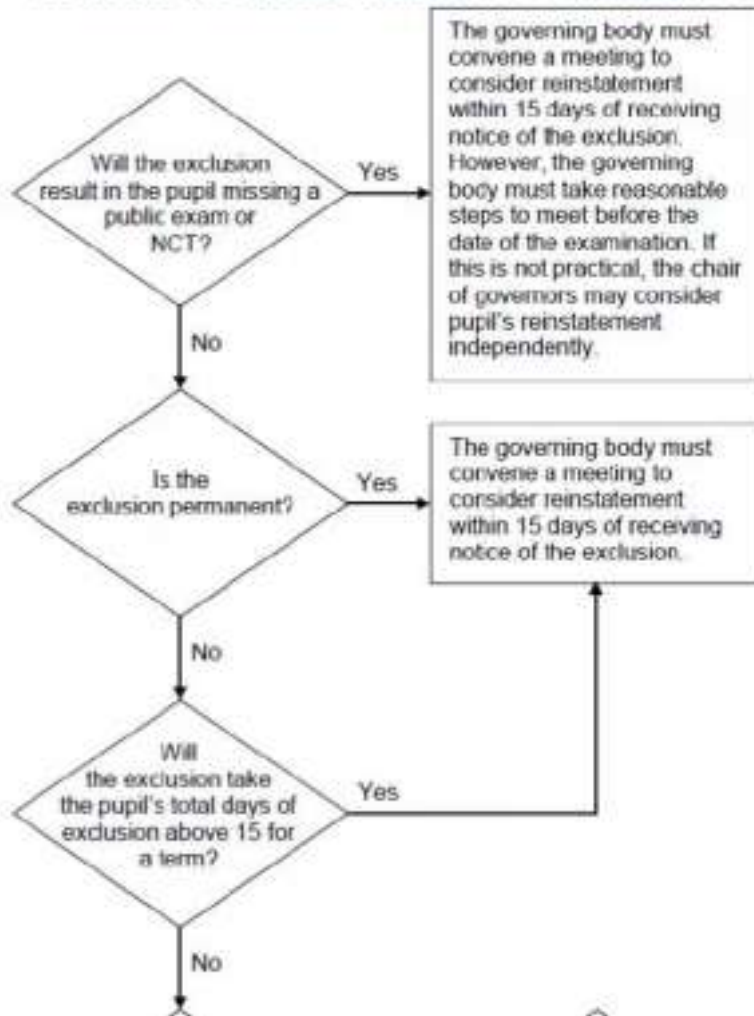 Will the exclusion
result in the pupil missing a
public exam or
NCT?
Yes
The governing body must
convene a meeting to
consider reinstatement
within 15 days of receiving
notice of the exclusion.
However, the governing
body must take reasonable
steps to meet before the
date of the examination. If
this is not practical, the chair
of governors may consider
pupil's reinstatement
independently.
No
Is the
exclusion permanent?
Yes
The governing body must
convene a meeting to
consider reinstatement
within 15 days of receiving
notice of the exclusion.
No
Will
the exclusion take
the pupil's total days of
exclusion above 15 for
a term?
Yes
No